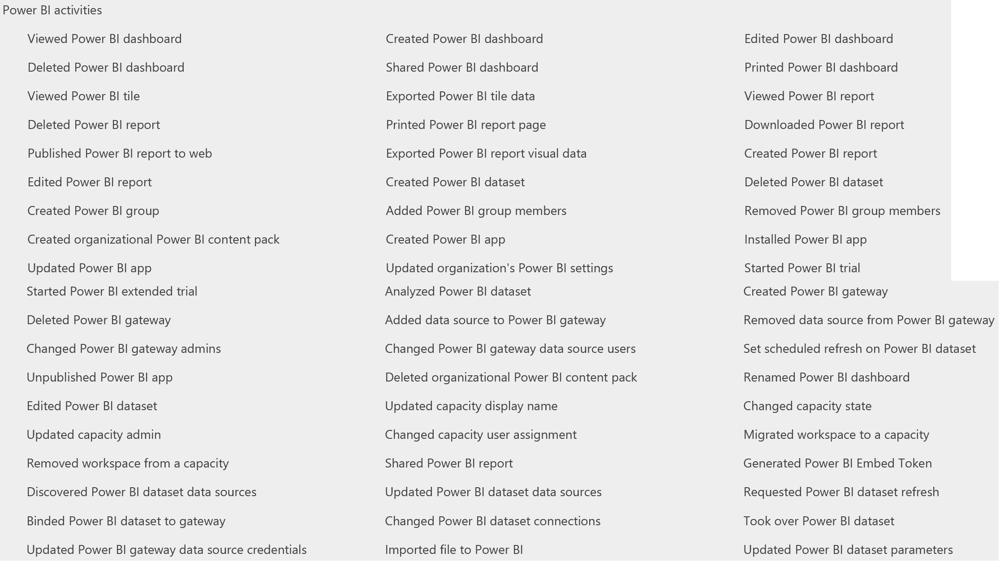 Power BI activities
Viewed Power BI dashboard Created Power BI dashboard Edited Power BI dashboard
Deleted Power BI dashboard Shared Power BI dashboard Printed Power BI dashboard
Viewed Power BI tile Exported Power BI tile data Viewed Power BI report
Deleted Power BI report Printed Power BI report page Downloaded Power BI report
Published Power BI report to web Exported Power BI report visual data Created Power BI report
Edited Power BI report Created Power BI dataset Deleted Power BI dataset
Created Power BI group Added Power BI group members Removed Power BI group members
Created organizational Power BI content pack Created Power BI app Installed Power BI app
Updated Power BI app Updated organization's Power BI settings Started Power BI trial
Started Power BI extended trial Analyzed Power BI dataset Created Power BI gateway
Deleted Power BI gateway Added data source to Power BI gateway Removed data source from Power BI gateway
Changed Power BI gateway admins Changed Power BI gateway data source users Set scheduled refresh on Power BI dataset
Unpublished Power BI app Deleted organizational Power BI content pack Renamed Power BI dashboard
Edited Power BI dataset Updated capacity display name Changed capacity state
Updated capacity admin Changed capacity user assignment Migrated workspace to a capacity
Removed workspace from a capacity Shared Power BI report Generated Power BI Embed Token
Discovered Power BI dataset data sources Updated Power BI dataset data sources Requested Power BI dataset refresh
Binded Power BI dataset to gateway Changed Power BI dataset connections Took over Power BI dataset
Updated Power BI gateway data source credentials Imported file to Power BI Updated Power BI dataset parameters